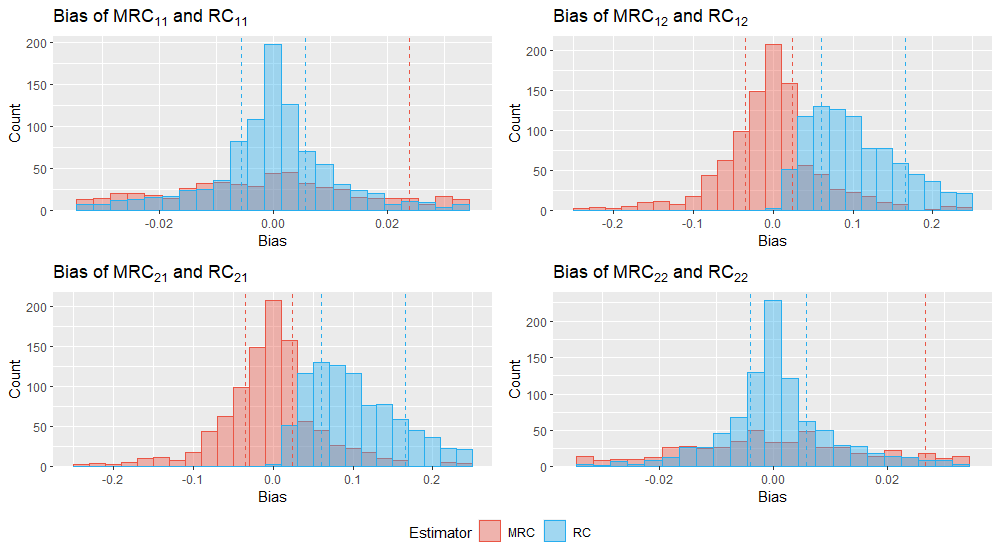 Bias of MRC₁₁ and RC₁₁
200
150
100
50
0
Count
-0.02 0.00 0.02
Bias
Bias of MRC₁₂ and RC₁₂
200
150
100
50
0
Count
-0.2 -0.1 0.0 0.1 0.2
Bias
Bias of MRC₂₁ and RC₂₁
200
150
100
50
0
Count
-0.2 -0.1 0.0 0.1 0.2
Bias
Bias of MRC₂₂ and RC₂₂
200
150
100
50
0
Count
-0.02 0.00 0.02
Bias
Estimator MRC RC